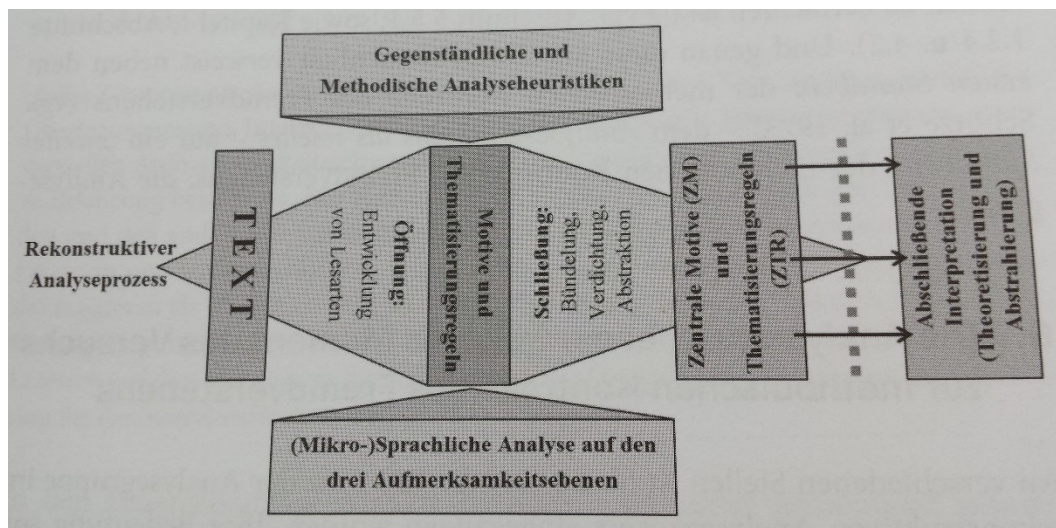 Gegenständliche und
Methodische Analyseheuristiken
Rekonstruktiver
Analyseprozess
TEXT
Öffnung:
Entwicklung
von Lesarten
Motive und
Thematisierungsregeln
Schließung:
Bündelung,
Verdichtung,
Abstraktion
Zentrale Motive (ZM)
und
Thematisierungsregeln
(ZTR)
Abschließende
Interpretation
(Theoretisierung und
Abstrahierung)
(Mikro-)Sprachliche Analyse auf den
drei Aufmerksamkeitsebenen